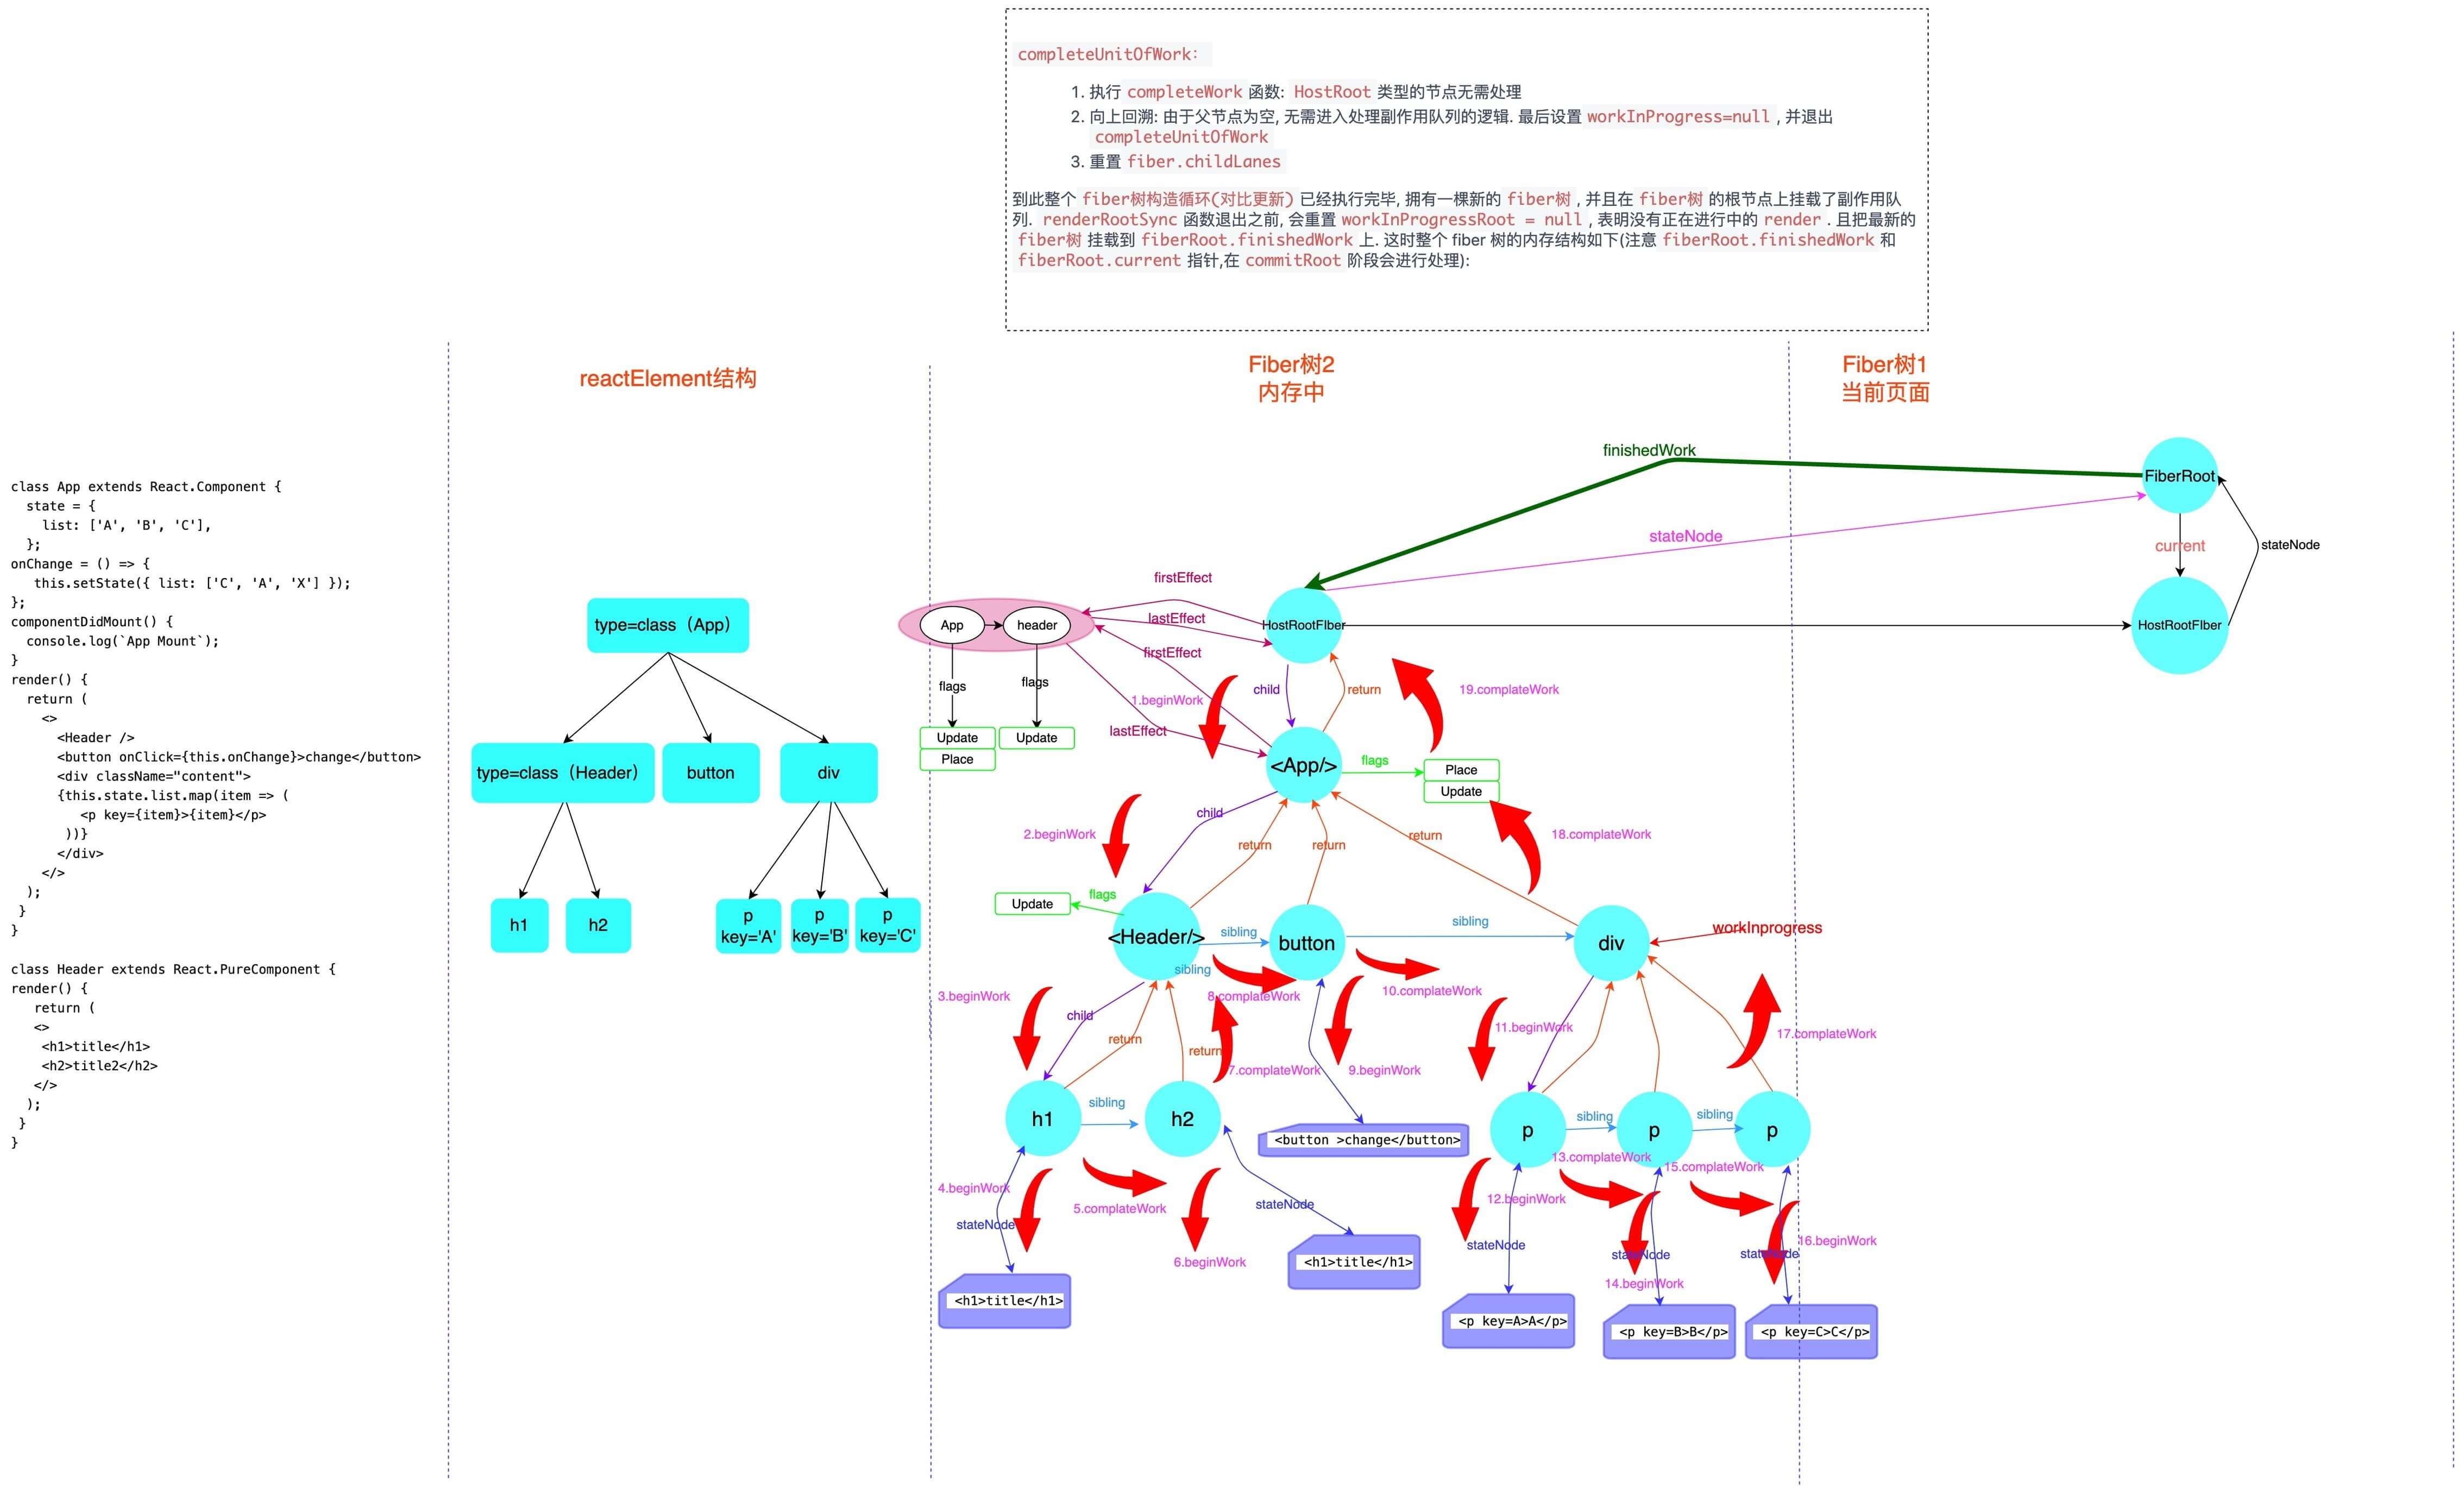 completeUnitOfWork:
1. 执行 completeWork 函数: HostRoot 类型的节点无需处理
2. 向上回溯: 由于父节点为空, 无需进入处理副作用队列的逻辑. 最后设置 workInProgress=null , 并退出
completeUnitOfWork
3. 重置 fiber.childLanes
到此整个 fiber树构造循环(对比更新) 已经执行完毕, 拥有一棵新的 fiber树 , 并且在 fiber树 的根节点上挂载了副作用队
列. renderRootSync 函数退出之前, 会重置 workInProgressRoot = null , 表明没有正在进行中的 render . 且把最新的
fiber树 挂载到 fiberRoot.finishedWork 上. 这时整个 fiber 树的内存结构如下(注意 fiberRoot.finishedWork 和
fiberRoot.current 指针,在 commitRoot 阶段会进行处理):
class App extends React.Component {
state = {
list: ['A', 'B', 'C'],
};
onChange = () => {
this.setState({ list: ['C', 'A', 'X'] });
};
componentDidMount() {
console.log(`App Mount`);
}
render() {
return (
<>
<Header />
<button onClick={this.onChange}>change</button>
<div className="content">
{this.state.list.map(item => (
<p key={item}>{item}</p>
))}
</div>
</>
);
}
}
class Header extends React.PureComponent {
render() {
return (
<>
<h1>title</h1>
<h2>title2</h2>
</>
);
}
}
reactElement结构
type=class（App）
type=class（Header）
button
div
h1
h2
p
key='A'
p
key='B'
p
key='C'
Fiber树2
内存中
Fiber树1
当前页面
finishedWork
FiberRoot
stateNode
current
stateNode
firstEffect
App
header
lastEffect
HostRootFIber
HostRootFIber
firstEffect
flags
flags
1.beginWork
child
return
19.complateWork
lastEffect
Update
Update
Place
<App/>
flags
Place
Update
child
2.beginWork
return
return
return
18.complateWork
Update
flags
<Header/>
sibling
button
sibling
div
workInprogress
sibling
3.beginWork
8.complateWork
10.complateWork
child
return
return
7.complateWork
9.beginWork
11.beginWork
17.complateWork
h1
sibling
h2
<button >change</button>
p
sibling
p
sibling
p
13.complateWork
15.complateWork
4.beginWork
5.complateWork
stateNode
stateNode
12.beginWork
6.beginWork
stateNode
stateNode
stateNode
16.beginWork
14.beginWork
<h1>title</h1>
<h1>title</h1>
<p key=A>A</p>
<p key=B>B</p>
<p key=C>C</p>